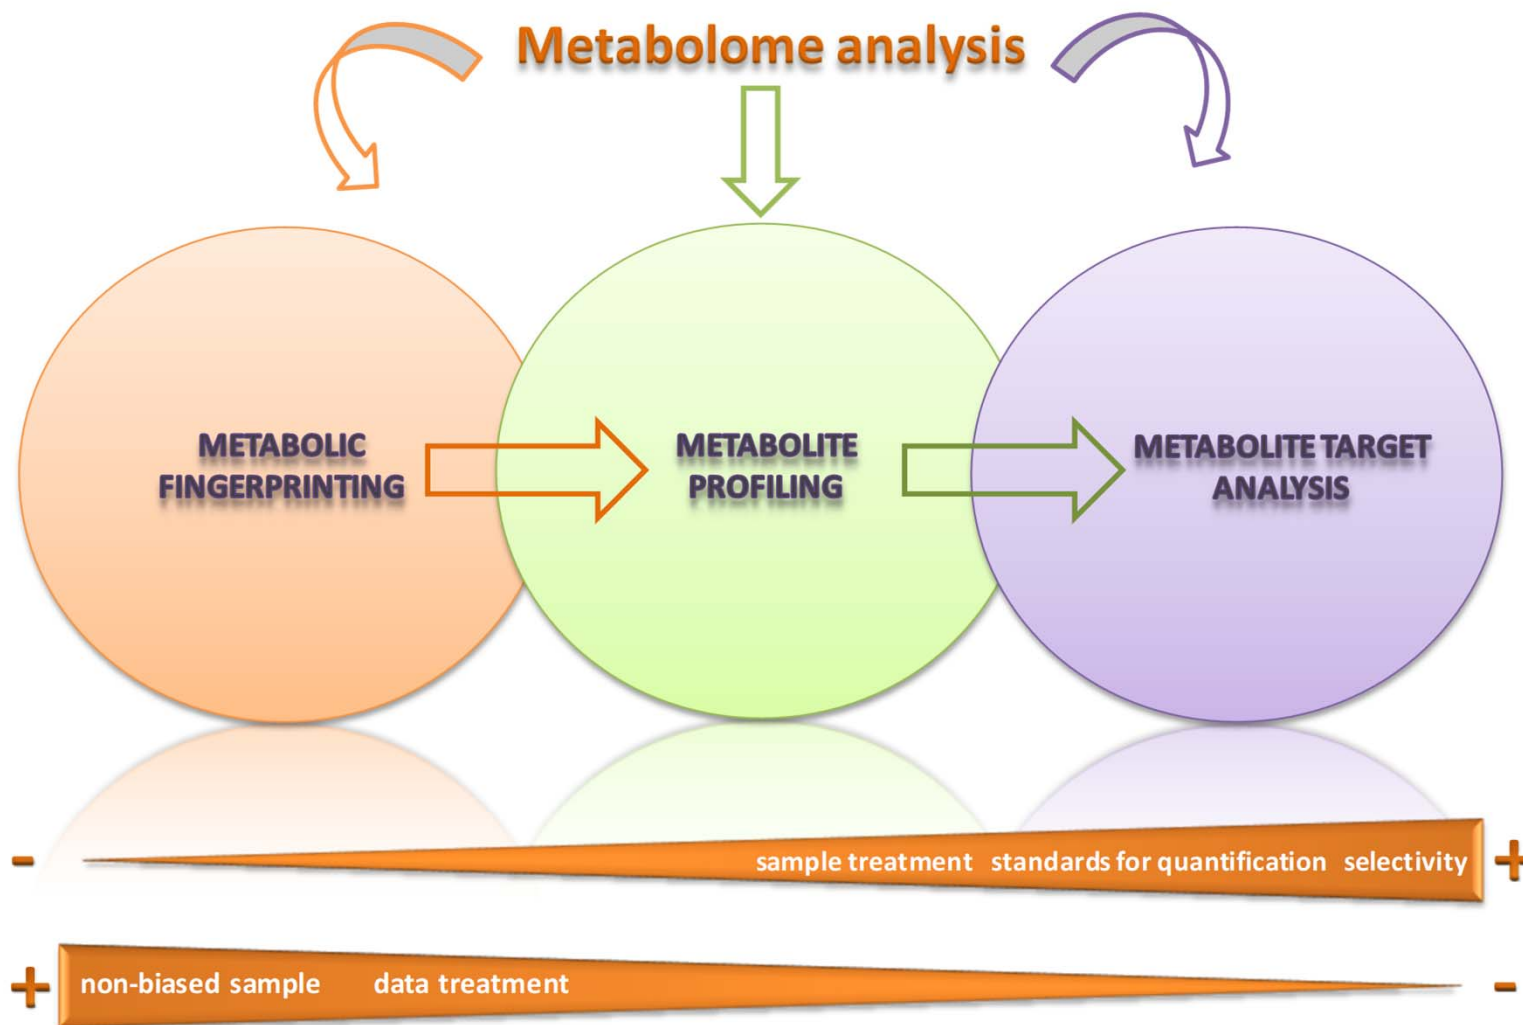 Metabolome analysis
METABOLIC
FINGERPRINTING
METABOLITE
PROFILING
METABOLITE TARGET
ANALYSIS
- sample treatment standards for quantification selectivity +
+ non-biased sample data treatment -